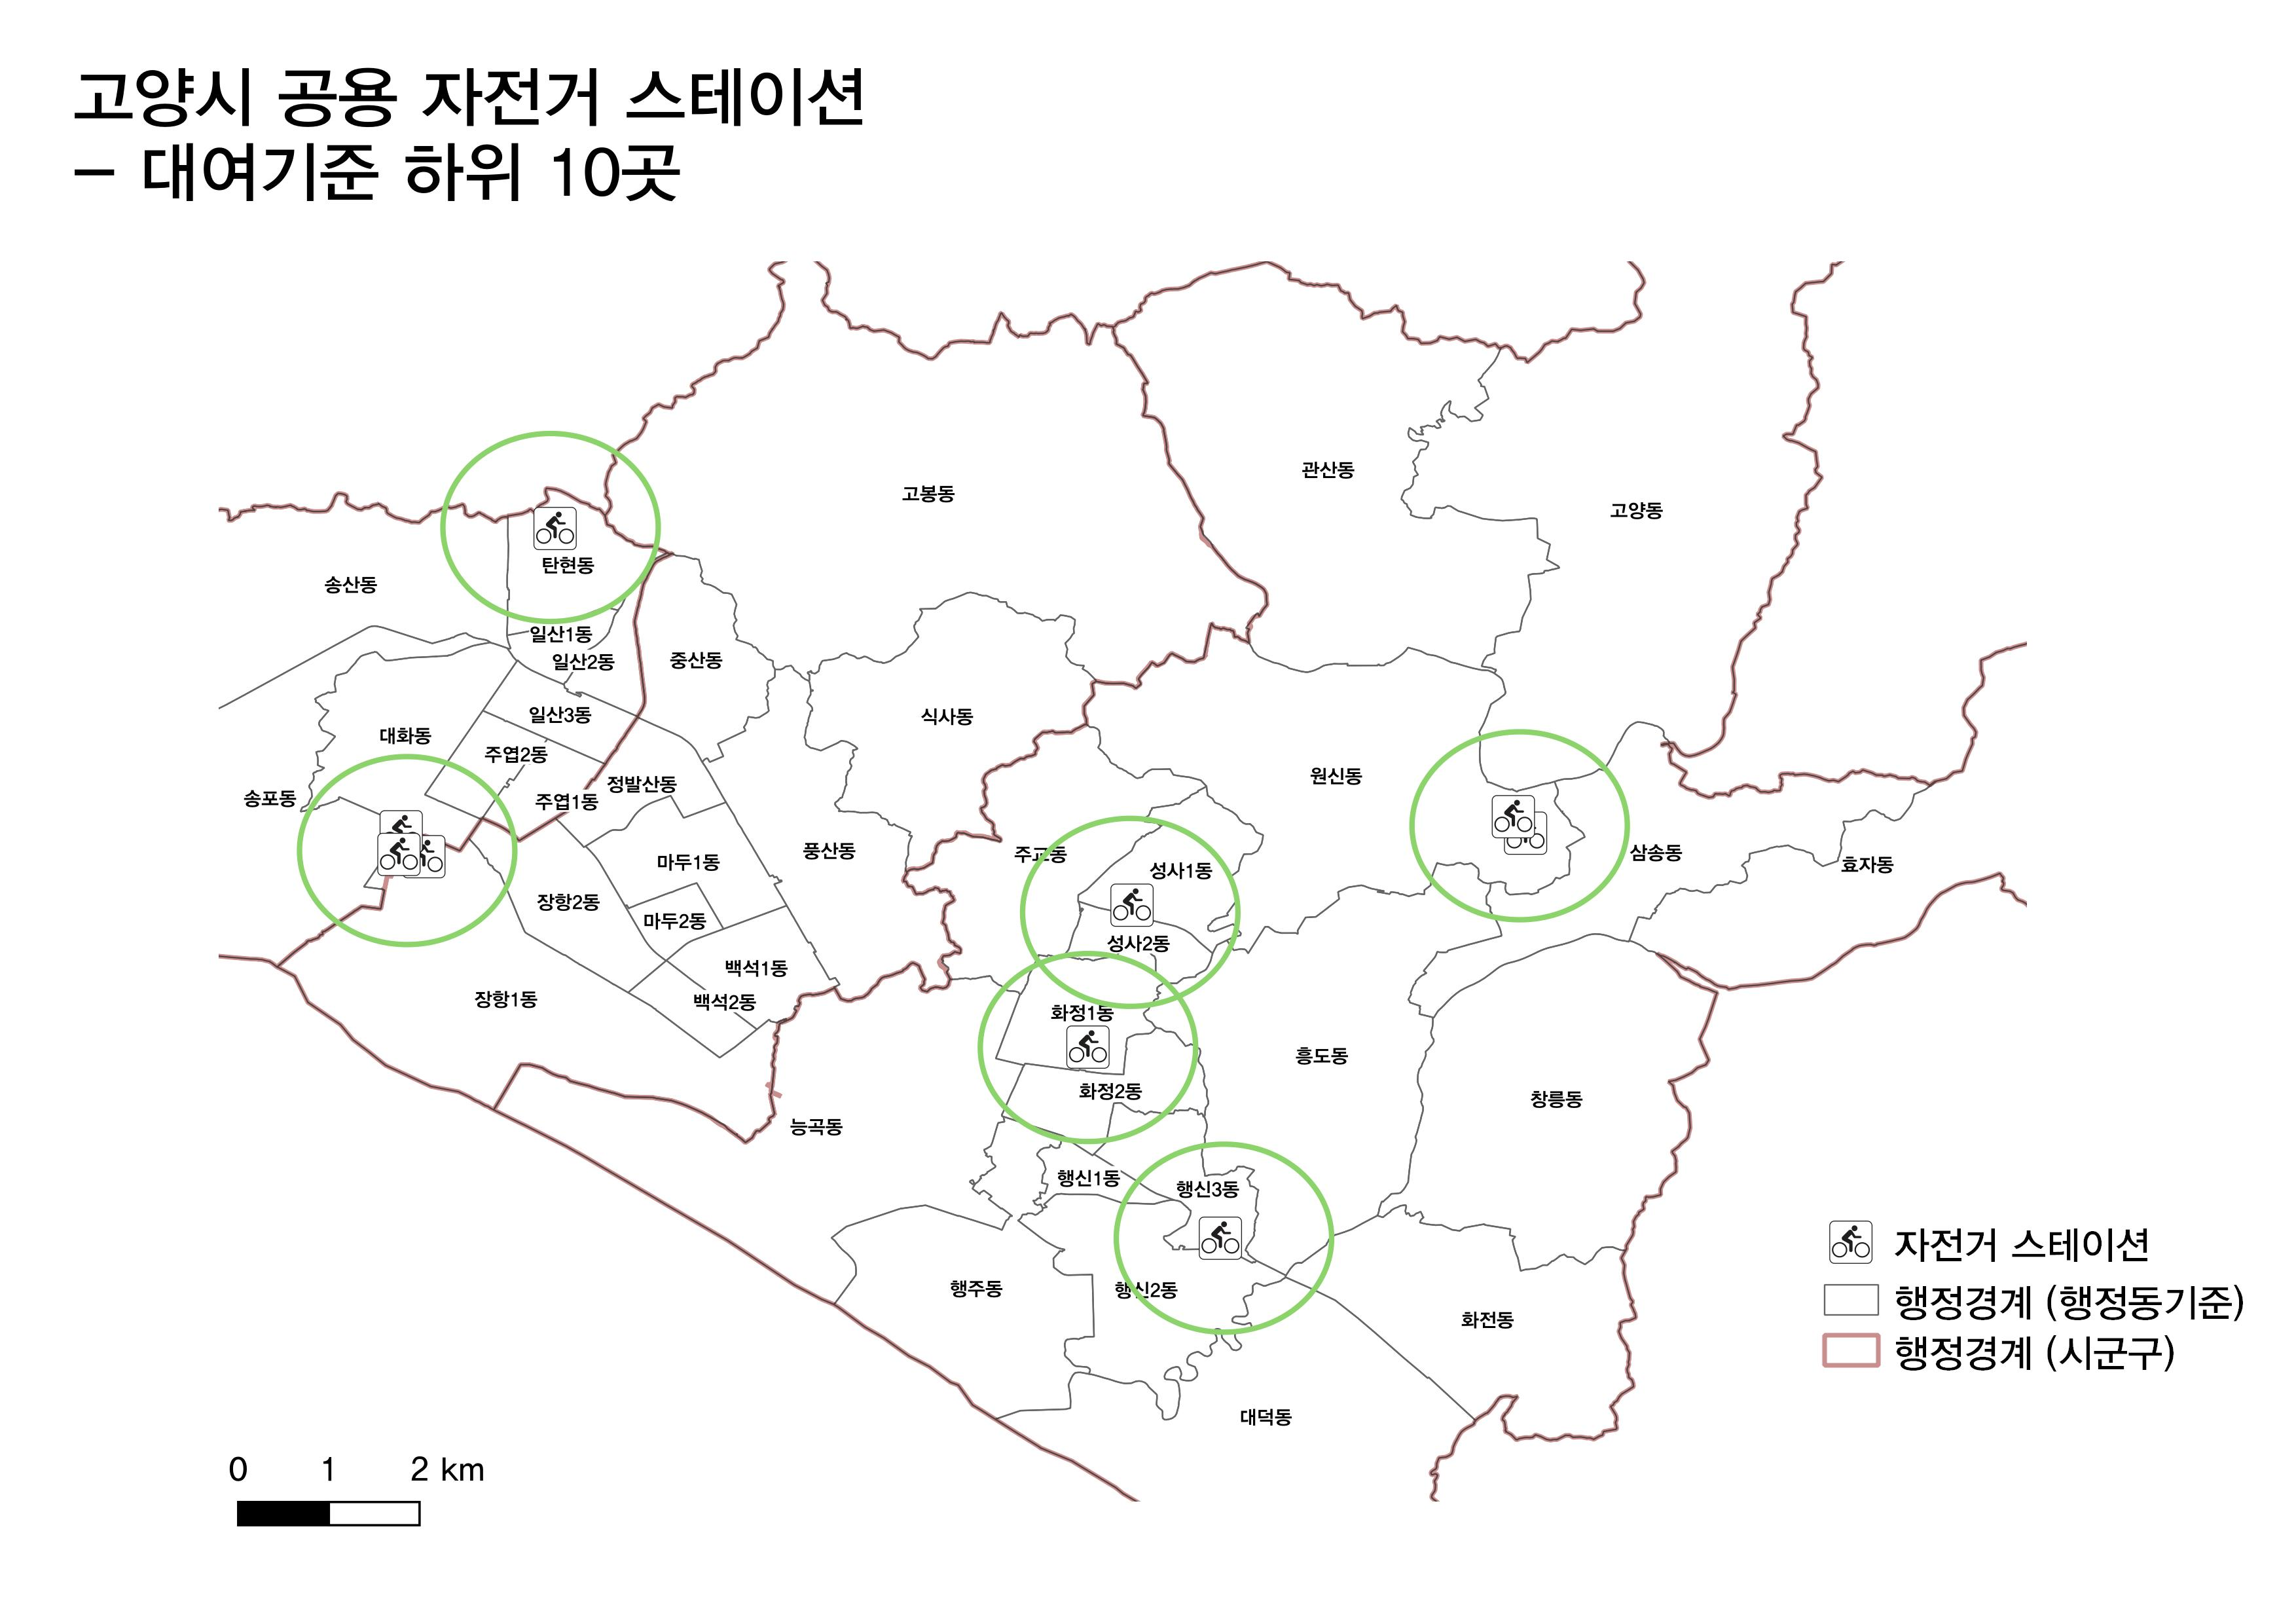 고양시 공용 자전거 스테이션
- 대여기준 하위 10곳
관산동
고봉동
고양동
탄현동
송산동
일산1동
일산2동
중산동
일산3동
식사동
대화동
주엽2동
원신동
정발산동
송포동
주엽1동
풍산동
주교동
삼송동
마두1동
효자동
성사1동
장항2동
마두2동
성사2동
백석1동
장항1동
백석2동
화정1동
흥도동
화정2동
창릉동
능곡동
행신1동
행신3동
행주동
행신2동
화전동
대덕동
자전거 스테이션
행정경계 (행정동기준)
행정경계 (시군구)
0 1 2 km